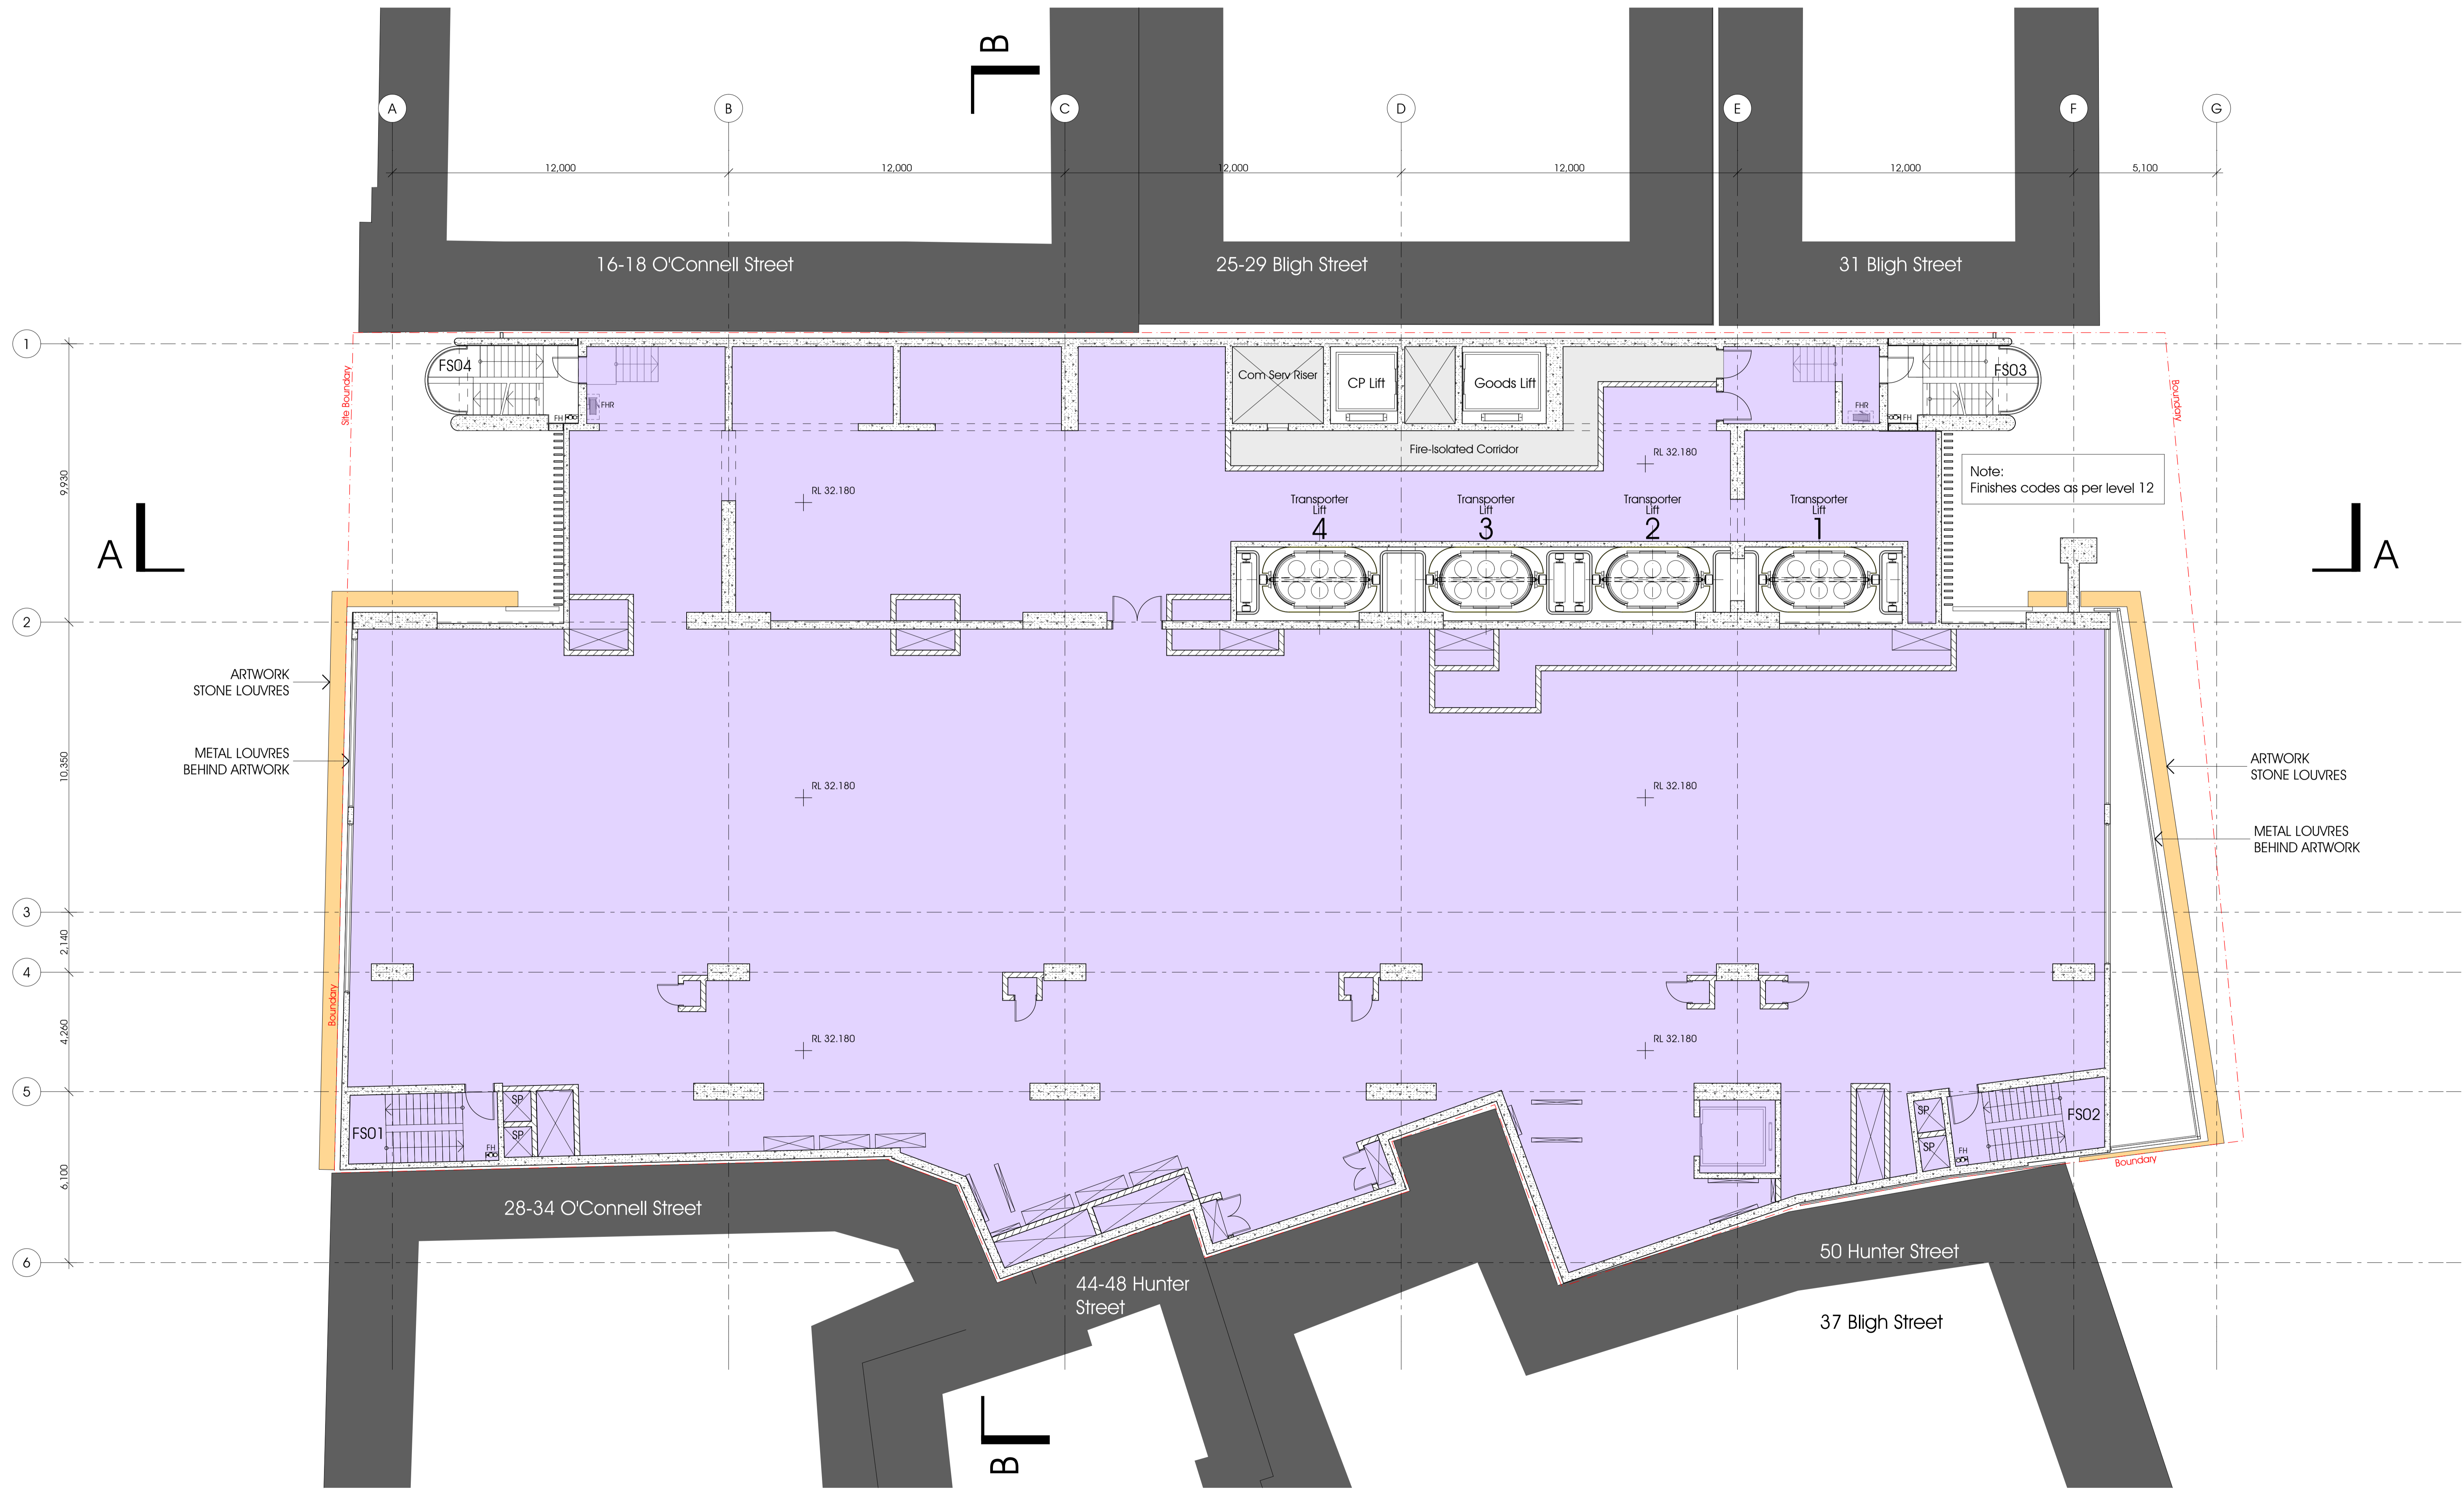 B
A
B
C
D
E
F
G
12,000
12,000
12,000
12,000
12,000
5,100
16-18 O'Connell Street
25-29 Bligh Street
31 Bligh Street
1
FS04
FH
FHR
Com Serv Riser
CP Lift
Goods Lift
FS03
FHR
FH
Site Boundary
Boundary
Fire-Isolated Corridor
RL 32.180
RL 32.180
Note:
Finishes codes as per level 12
9,930
Transporter
Lift
4
Transporter
Lift
3
Transporter
Lift
2
Transporter
Lift
1
A
A
2
ARTWORK
STONE LOUVRES
METAL LOUVRES
BEHIND ARTWORK
ARTWORK
STONE LOUVRES
METAL LOUVRES
BEHIND ARTWORK
10,350
RL 32.180
RL 32.180
3
2,140
4
Boundary
4,260
RL 32.180
RL 32.180
5
FS01
FH
SP
SP
SP
SP
FH
FS02
Boundary
6,100
28-34 O'Connell Street
6
44-48 Hunter
Street
50 Hunter Street
37 Bligh Street
B